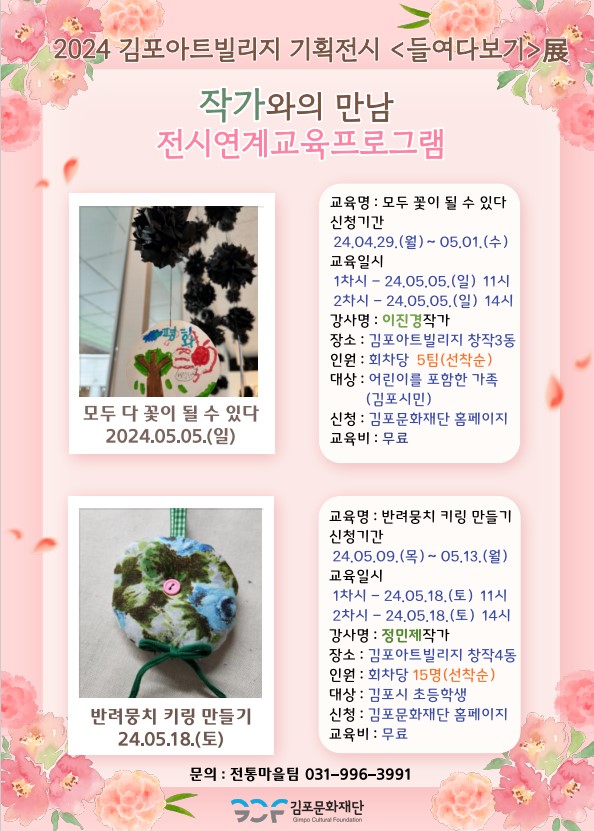 2024 김포아트빌리지 기획전시 <들여다보기>展
작가와의 만남
전시연계교육프로그램
평화
모두 다 꽃이 될 수 있다
2024.05.05.(일)
교육명 : 모두 꽃이 될 수 있다
신청기간
24.04.29.(월) ~ 05.01.(수)
교육일시
1차시 – 24.05.05.(일) 11시
2차시 – 24.05.05.(일) 14시
강사명 : 이진경작가
장소 : 김포아트빌리지 창작3동
인원 : 회차당 5팀(선착순)
대상 : 어린이를 포함한 가족
(김포시민)
신청 : 김포문화재단 홈페이지
교육비 : 무료
반려뭉치 키링 만들기
24.05.18.(토)
교육명 : 반려뭉치 키링 만들기
신청기간
24.05.09.(목) ~ 05.13.(월)
교육일시
1차시 – 24.05.18.(토) 11시
2차시 – 24.05.18.(토) 14시
강사명 : 정민제작가
장소 : 김포아트빌리지 창작4동
인원 : 회차당 15명(선착순)
대상 : 김포시 초등학생
신청 : 김포문화재단 홈페이지
교육비 : 무료
문의 : 전통마을팀 031–996–3991
김포문화재단
Gimpo Cultural Foundation